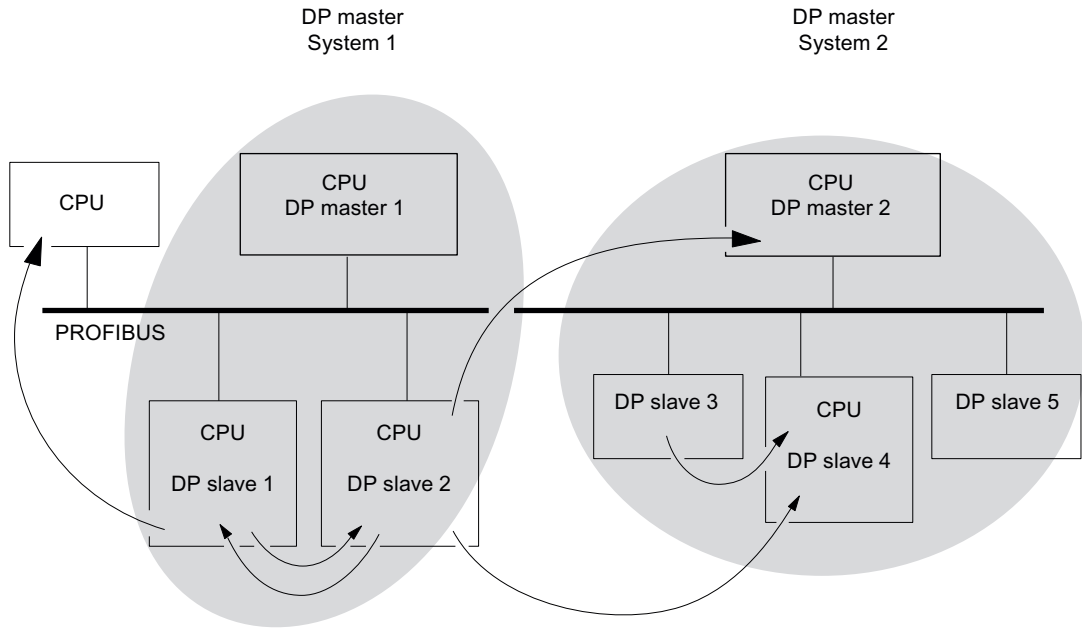 DP master
System 1
DP master
System 2
CPU
CPU
DP master 1
CPU
DP master 2
PROFIBUS
CPU
DP slave 1
CPU
DP slave 2
DP slave 3
CPU
DP slave 4
DP slave 5